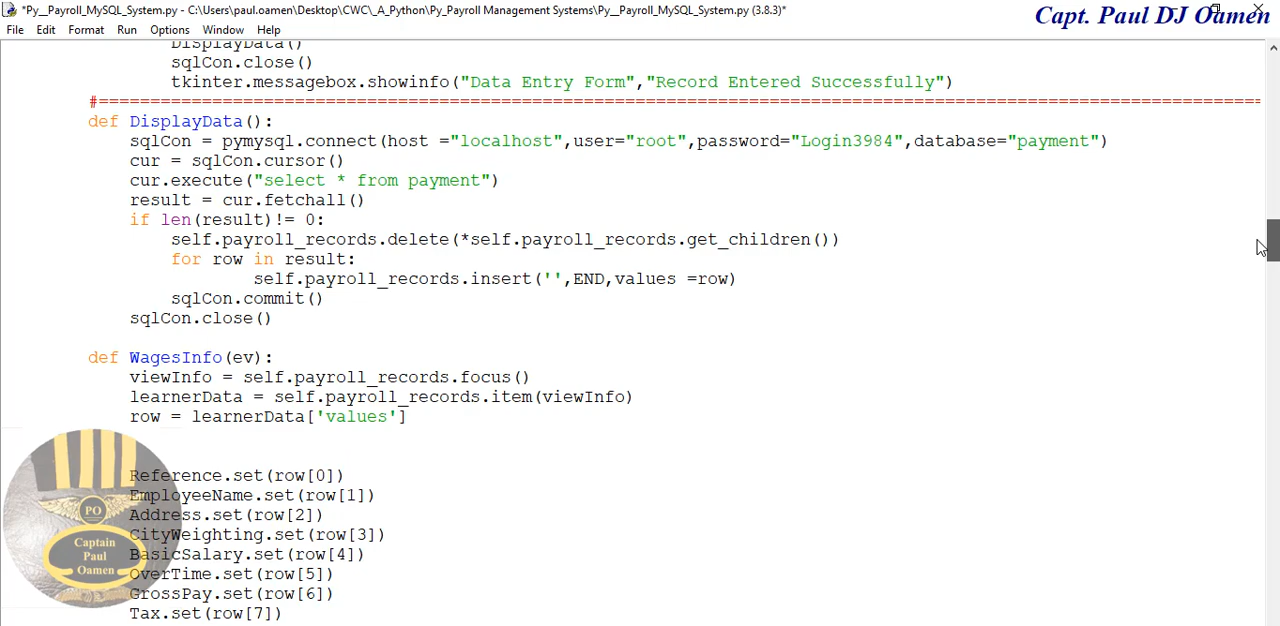 *Py__Payroll_MySQL_System.py - C:\Users\paul.oamen\Desktop\CWC\_A_Python\Py_Payroll Management Systems\Py__Payroll_MySQL_System.py (3.8.3)*
Capt. Paul DJ Oamen
File Edit Format Run Options Window Help
DisplayData()
sqlCon.close()
tkinter.messagebox.showinfo("Data Entry Form","Record Entered Successfully")
#=================================================================================================================
def DisplayData():
sqlCon = pymysql.connect(host ="localhost",user="root",password="Login3984",database="payment")
cur = sqlCon.cursor()
cur.execute("select * from payment")
result = cur.fetchall()
if len(result)!= 0:
self.payroll_records.delete(*self.payroll_records.get_children())
for row in result:
self.payroll_records.insert('',END,values =row)
sqlCon.commit()
sqlCon.close()
def WagesInfo(ev):
viewInfo = self.payroll_records.focus()
learnerData = self.payroll_records.item(viewInfo)
row = learnerData['values']
Reference.set(row[0])
EmployeeName.set(row[1])
Address.set(row[2])
CityWeighting.set(row[3])
BasicSalary.set(row[4])
OverTime.set(row[5])
GrossPay.set(row[6])
Tax.set(row[7])
PO
Captain
Paul
Oamen